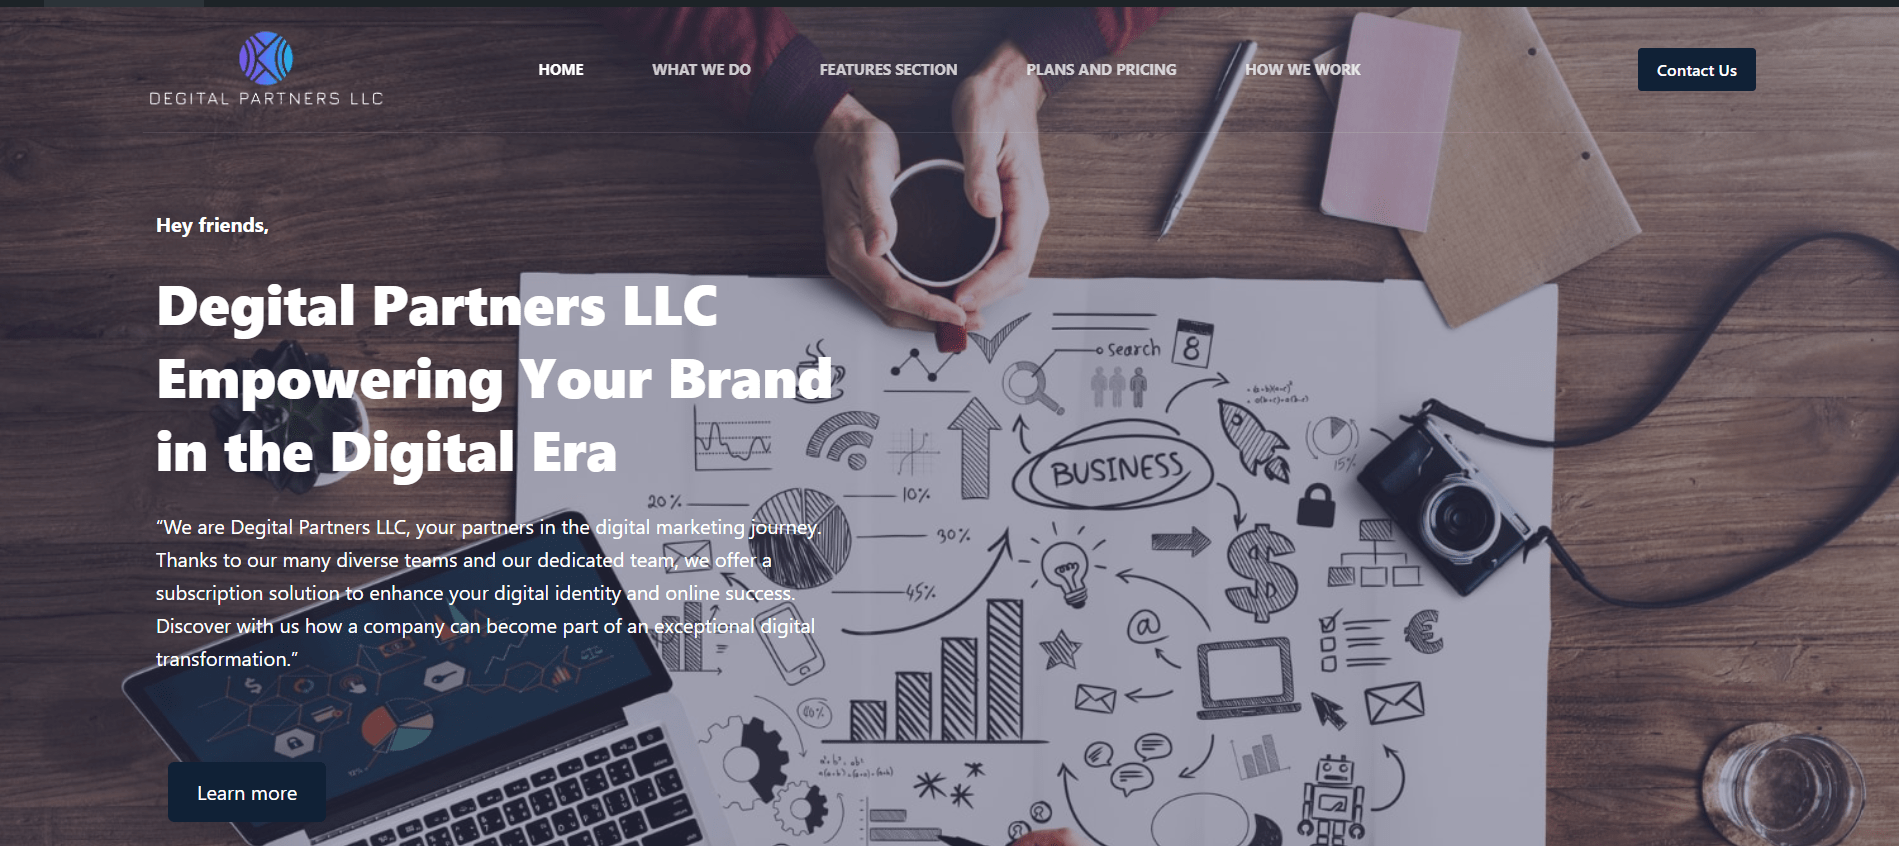 DEGITAL PARTNERS LLC
HOME WHAT WE DO FEATURES SECTION PLANS AND PRICING HOW WE WORK
Contact Us
Hey friends,
Degital Partners LLC
Empowering Your Brand
in the Digital Era
“We are Degital Partners LLC, your partners in the digital marketing journey.
Thanks to our many diverse teams and our dedicated team, we offer a
subscription solution to enhance your digital identity and online success.
Discover with us how a company can become part of an exceptional digital
transformation.”
Learn more
search
8
BUSINESS
15%
20%
10%
30%
45%
@
60%